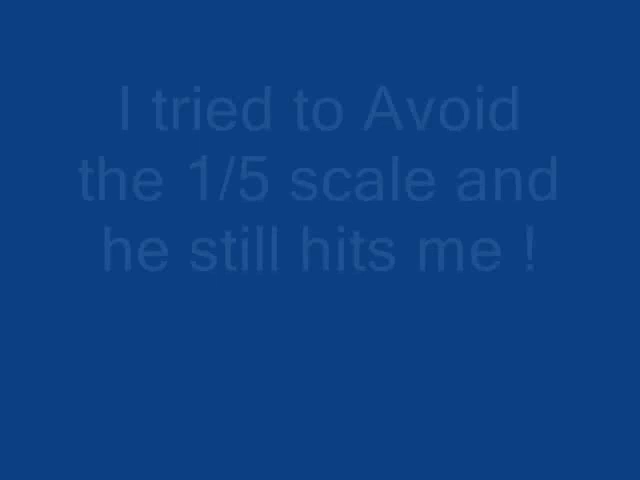 I tried to Avoid
the 1/5 scale and
he still hits me !